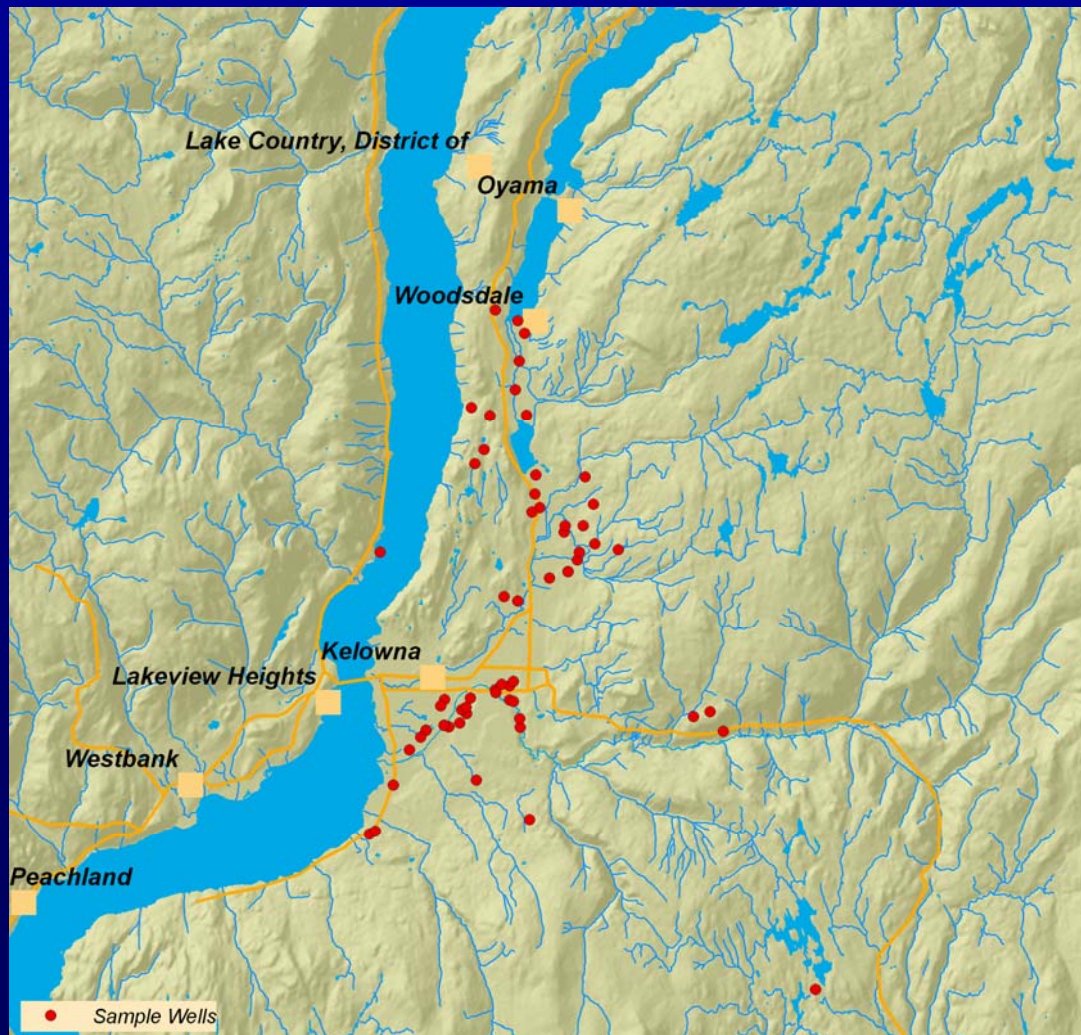 Lake Country, District of
Oyama
Woodsdale
Kelowna
Lakeview Heights
Westbank
Peachland
Sample Wells